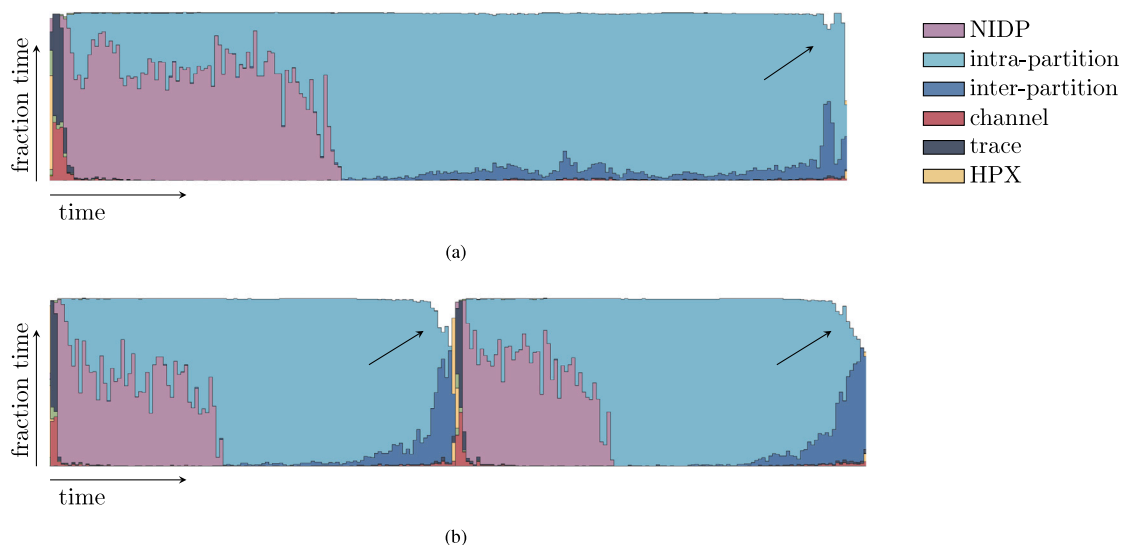 fraction time
time
(a)
NIDP
intra-partition
inter-partition
channel
trace
HPX
fraction time
time
(b)